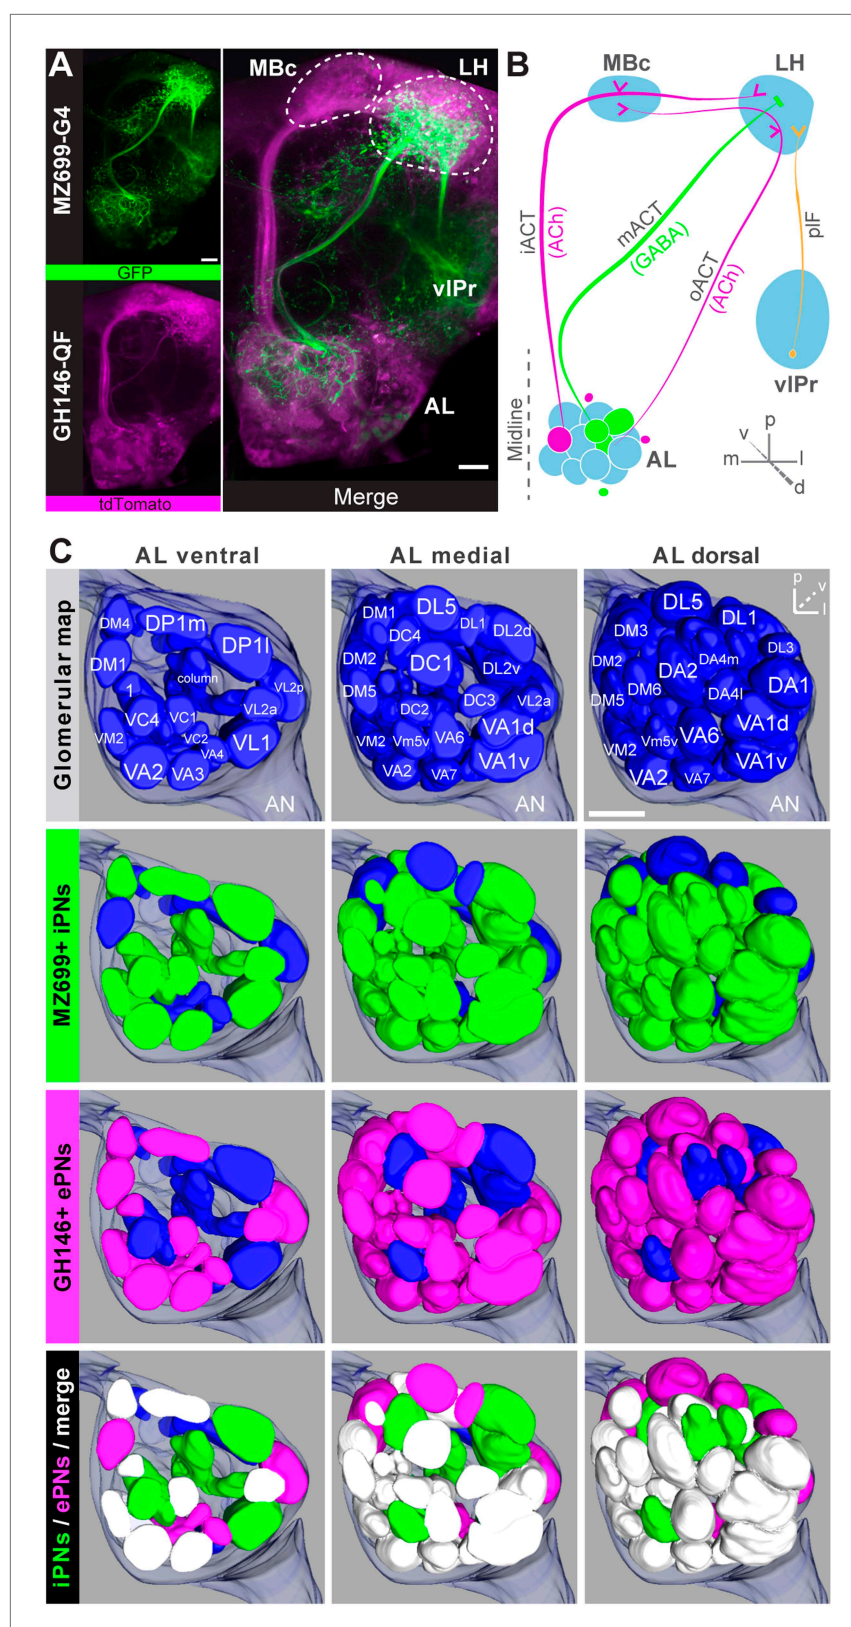 A
MZ699-G4
GFP
GH146-QF
tdTomato
MBc
LH
vlPr
AL
Merge
B
MBc
LH
iACT
(ACh)
mACT
(GABA)
oACT
(ACh)
plF
vlPr
Midline
AL
p
v
m
l
d
C
AL ventral
AL medial
AL dorsal
Glomerular map
DM4
DP1m
DP1l
DM1
column
1
VL2p
VL2a
VC4
VC1
VM2
VC2
VA4
VL1
VA2
VA3
AN
DM1
DL5
DL1
DC4
DL2d
DM2
DC1
DL2v
DM5
DC2
DC3
VL2a
VA1d
VM2
Vm5v
VA6
VA2
VA7
VA1v
AN
p
v
l
DL5
DM3
DL1
DM2
DA4m
DL3
DA2
DM5
DM6
DA4l
DA1
VA1d
VM2
Vm5v
VA6
VA2
VA7
VA1v
AN
MZ699+ iPNs
GH146+ ePNs
iPNs / ePNs / merge